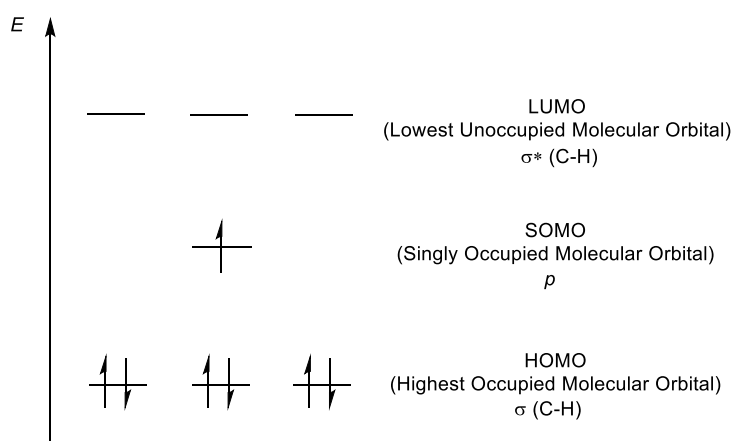 E
LUMO
(Lowest Unoccupied Molecular Orbital)
σ* (C-H)
SOMO
(Singly Occupied Molecular Orbital)
p
HOMO
(Highest Occupied Molecular Orbital)
σ (C-H)